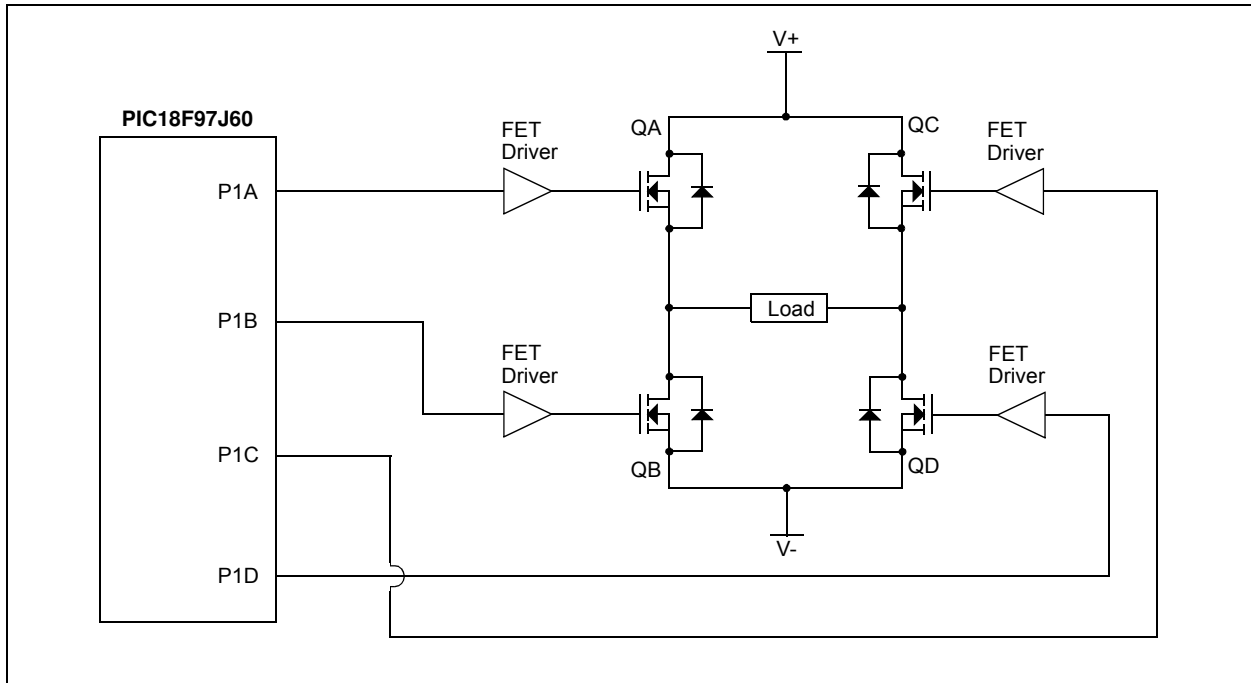 V+
PIC18F97J60
FET
Driver
QA
QC
FET
Driver
P1A
Load
P1B
FET
Driver
FET
Driver
P1C
QB
QD
V-
P1D